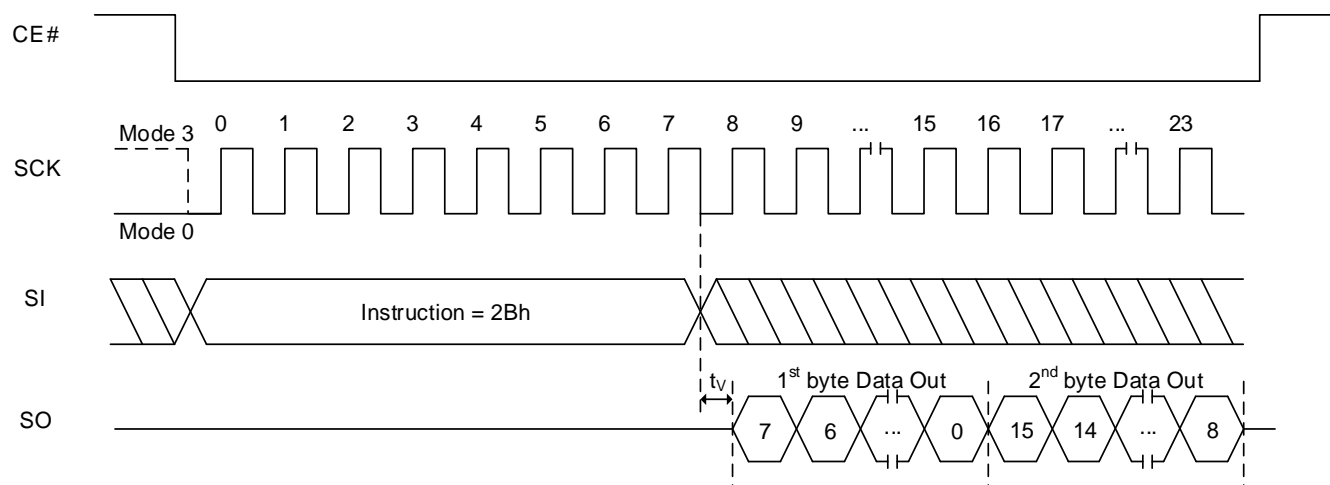 CE#
Mode 3
0 1 2 3 4 5 6 7 8 9 ... 15 16 17 ... 23
SCK
Mode 0
SI
Instruction = 2Bh
tV
1st byte Data Out
2nd byte Data Out
SO
7 6 ... 0 15 14 ... 8